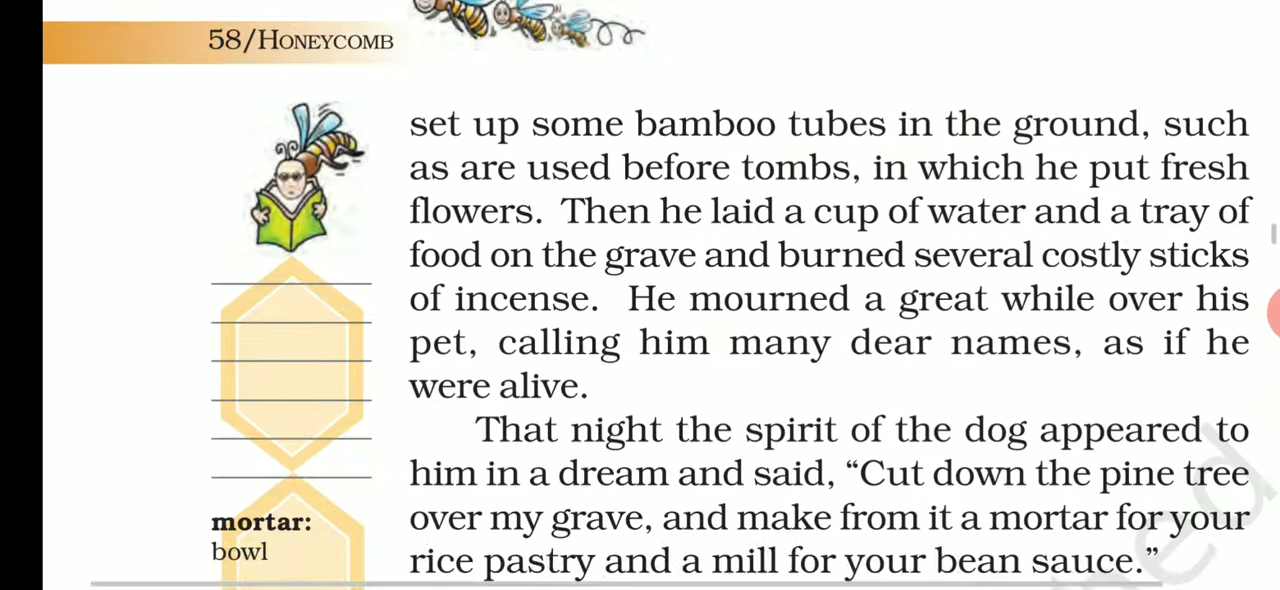 58/HONEYCOMB
set up some bamboo tubes in the ground, such
as are used before tombs, in which he put fresh
flowers. Then he laid a cup of water and a tray of
food on the grave and burned several costly sticks
of incense. He mourned a great while over his
pet, calling him many dear names, as if he
were alive.
That night the spirit of the dog appeared to
him in a dream and said, “Cut down the pine tree
over my grave, and make from it a mortar for your
rice pastry and a mill for your bean sauce.”
mortar:
bowl